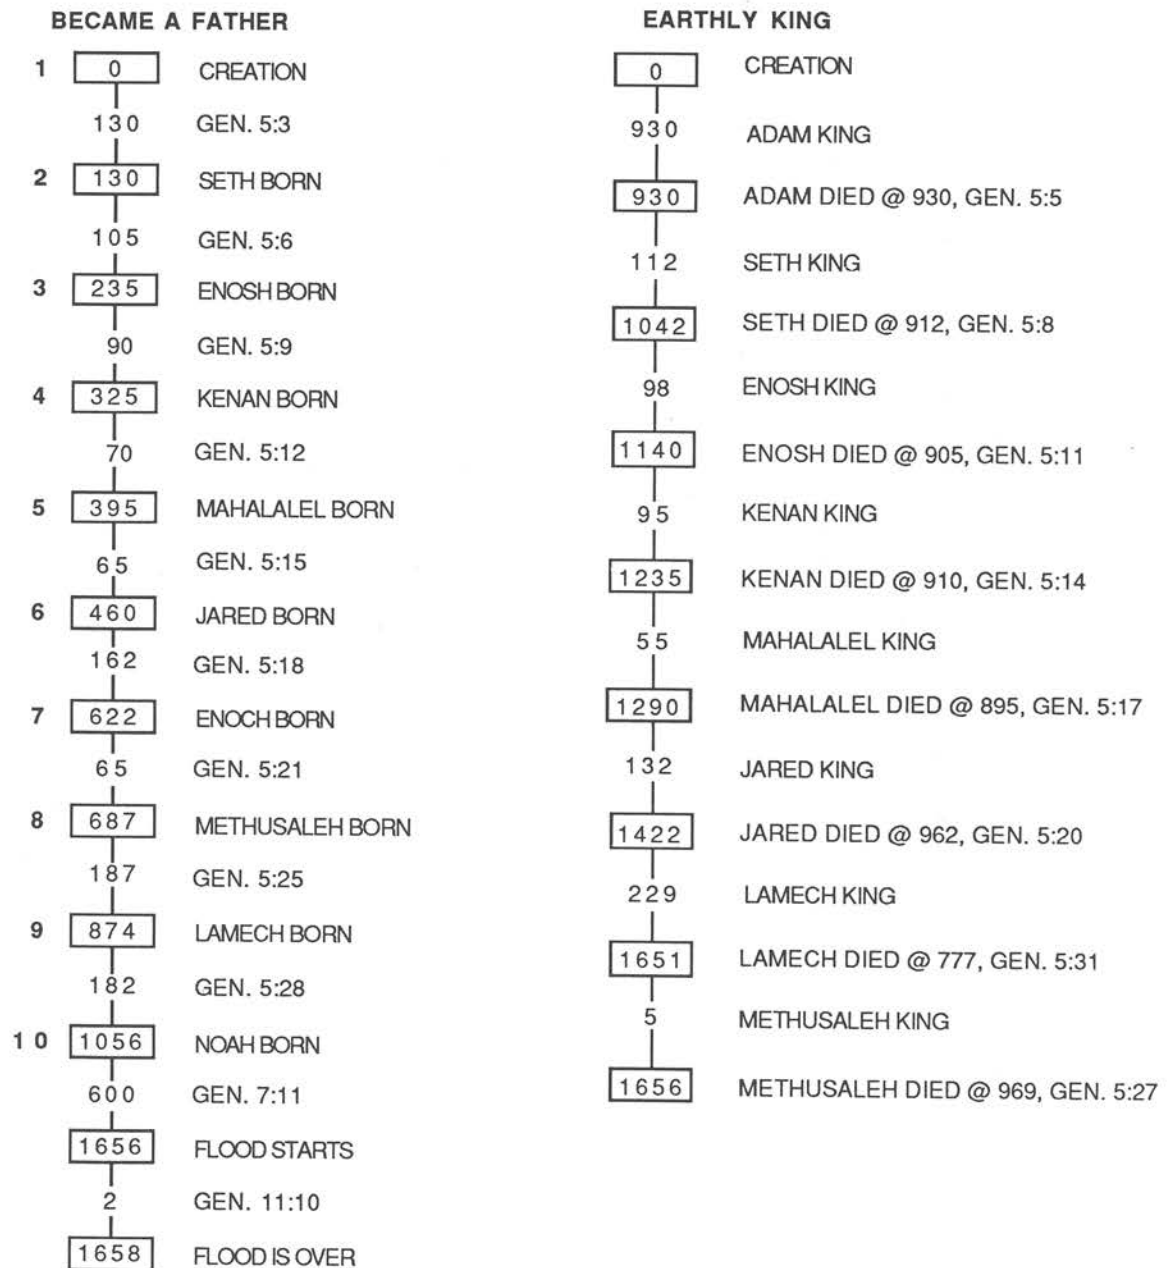 BECAME A FATHER
1 0 CREATION
130 GEN. 5:3
2 130 SETH BORN
105 GEN. 5:6
3 235 ENOSH BORN
90 GEN. 5:9
4 325 KENAN BORN
70 GEN. 5:12
5 395 MAHALALEL BORN
65 GEN. 5:15
6 460 JARED BORN
162 GEN. 5:18
7 622 ENOCH BORN
65 GEN. 5:21
8 687 METHUSALEH BORN
187 GEN. 5:25
9 874 LAMECH BORN
182 GEN. 5:28
10 1056 NOAH BORN
600 GEN. 7:11
1656 FLOOD STARTS
2 GEN. 11:10
1658 FLOOD IS OVER
EARTHLY KING
0 CREATION
930 ADAM KING
930 ADAM DIED @ 930, GEN. 5:5
112 SETH KING
1042 SETH DIED @ 912, GEN. 5:8
98 ENOSH KING
1140 ENOSH DIED @ 905, GEN. 5:11
95 KENAN KING
1235 KENAN DIED @ 910, GEN. 5:14
55 MAHALALEL KING
1290 MAHALALEL DIED @ 895, GEN. 5:17
132 JARED KING
1422 JARED DIED @ 962, GEN. 5:20
229 LAMECH KING
1651 LAMECH DIED @ 777, GEN. 5:31
5 METHUSALEH KING
1656 METHUSALEH DIED @ 969, GEN. 5:27